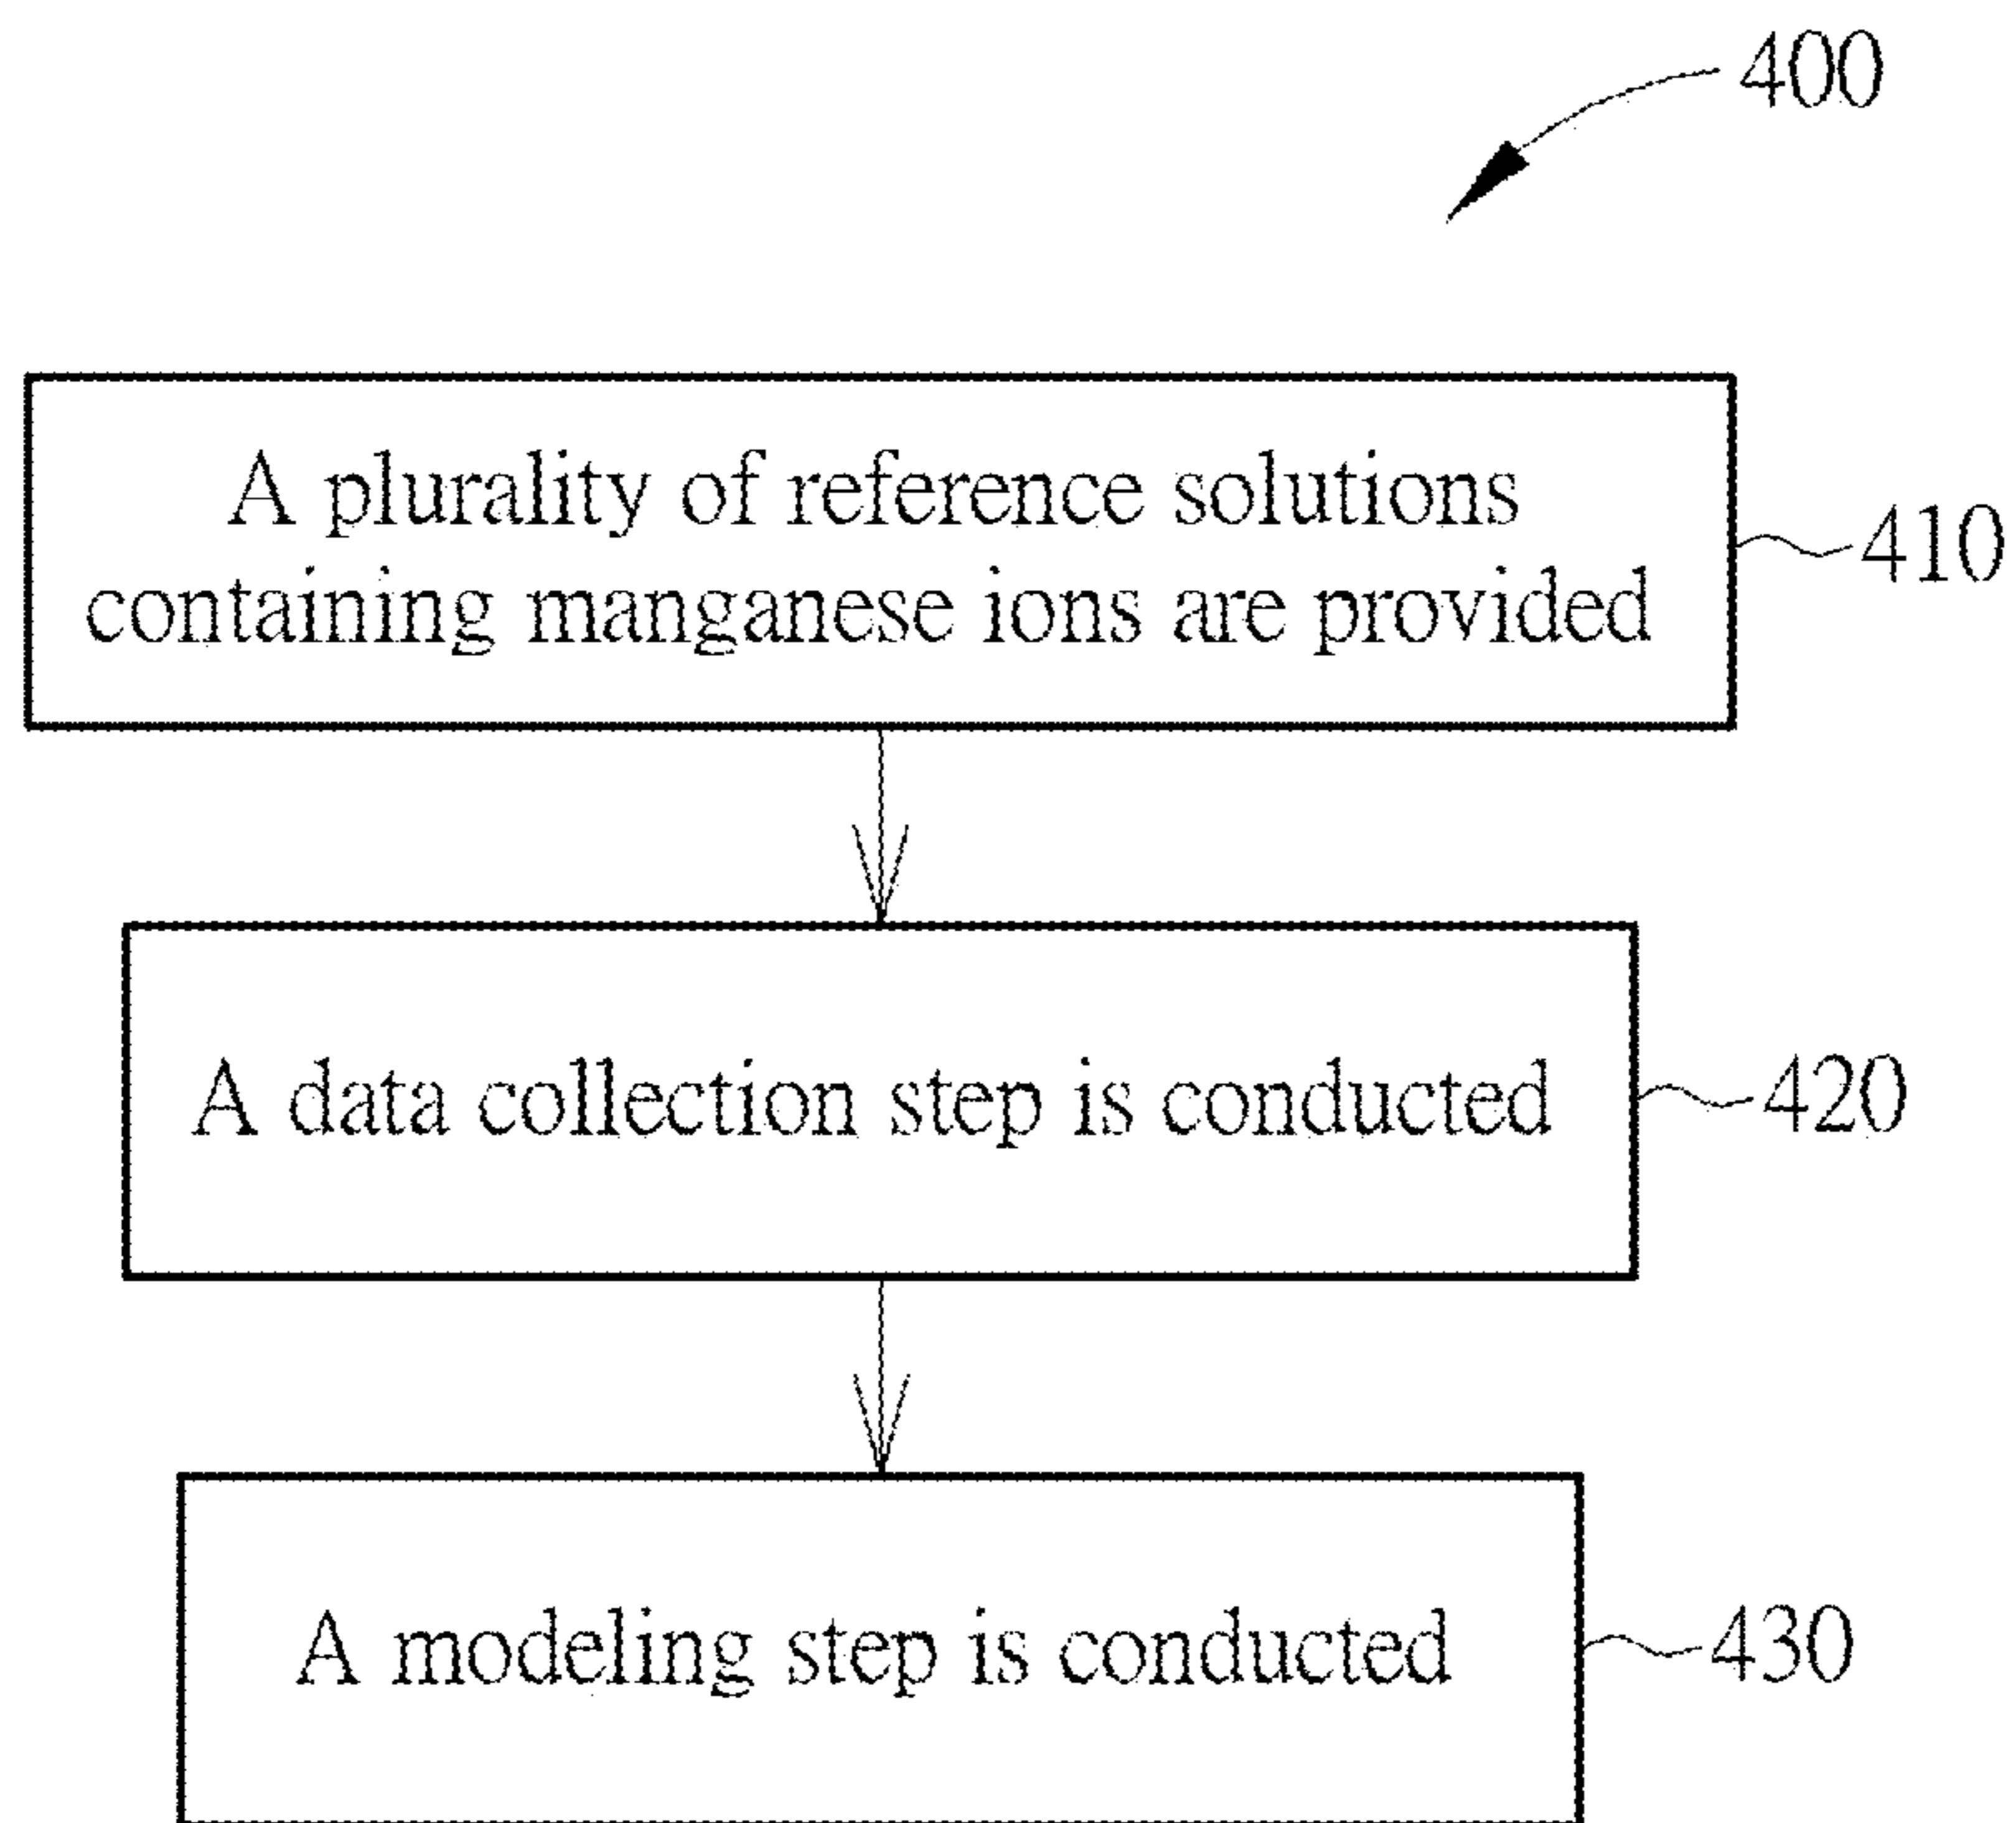 400
A plurality of reference solutions
containing manganese ions are provided
410
A data collection step is conducted
420
A modeling step is conducted
430